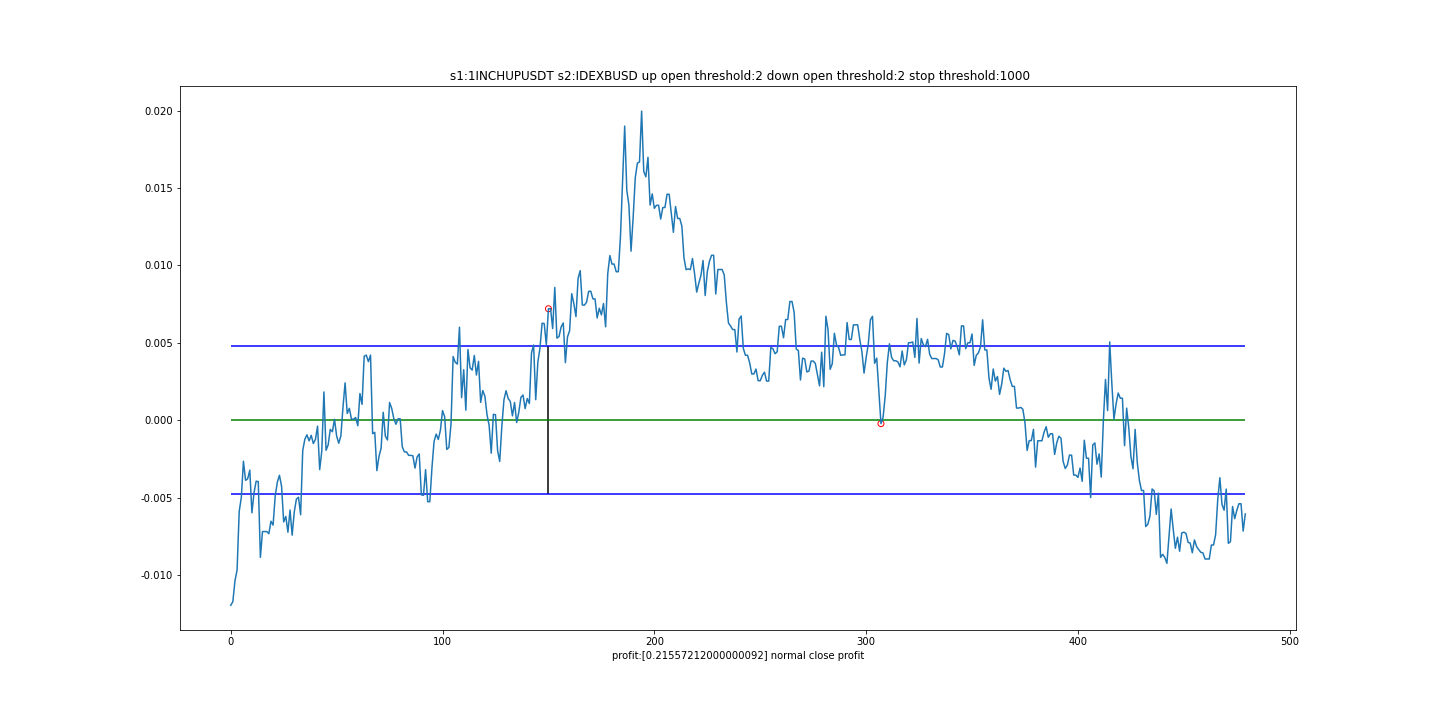 s1:1INCHUPUSDT s2:IDEXBUSD up open threshold:2 down open threshold:2 stop threshold:1000
0.020
0.015
0.010
0.005
0.000
-0.005
-0.010
0 100 200 300 400 500
profit:[0.21557212000000092] normal close profit